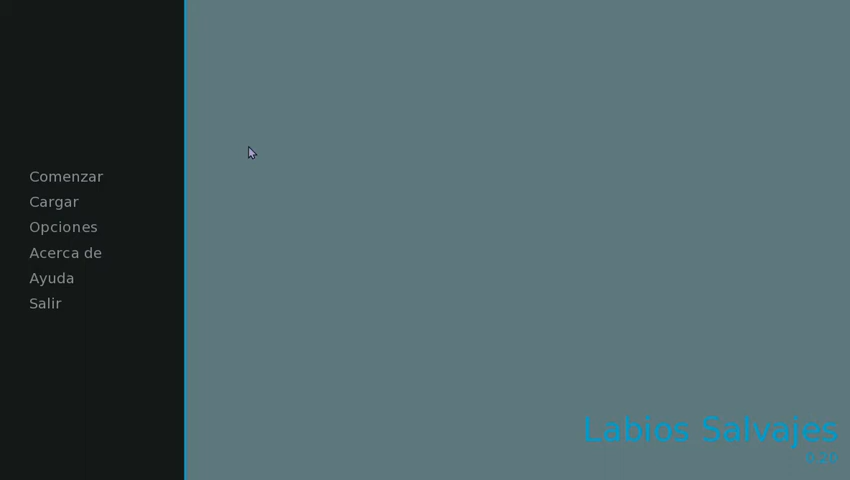 Comenzar
Cargar
Opciones
Acerca de
Ayuda
Salir
Labios Salvajes